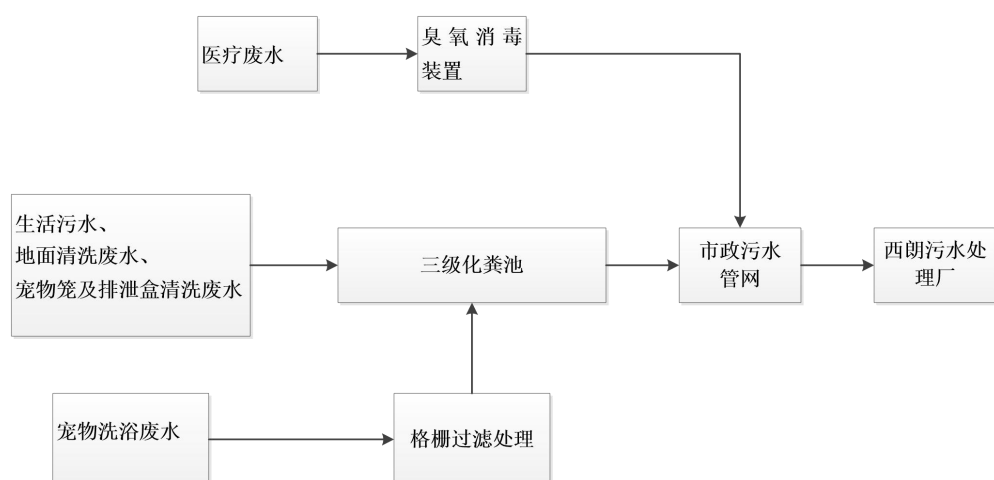 医疗废水
臭氧消毒
装置
生活污水、
地面清洗废水、
宠物笼及排泄盒清洗废水
三级化粪池
市政污水
管网
西朗污水处
理厂
宠物洗浴废水
格栅过滤处理